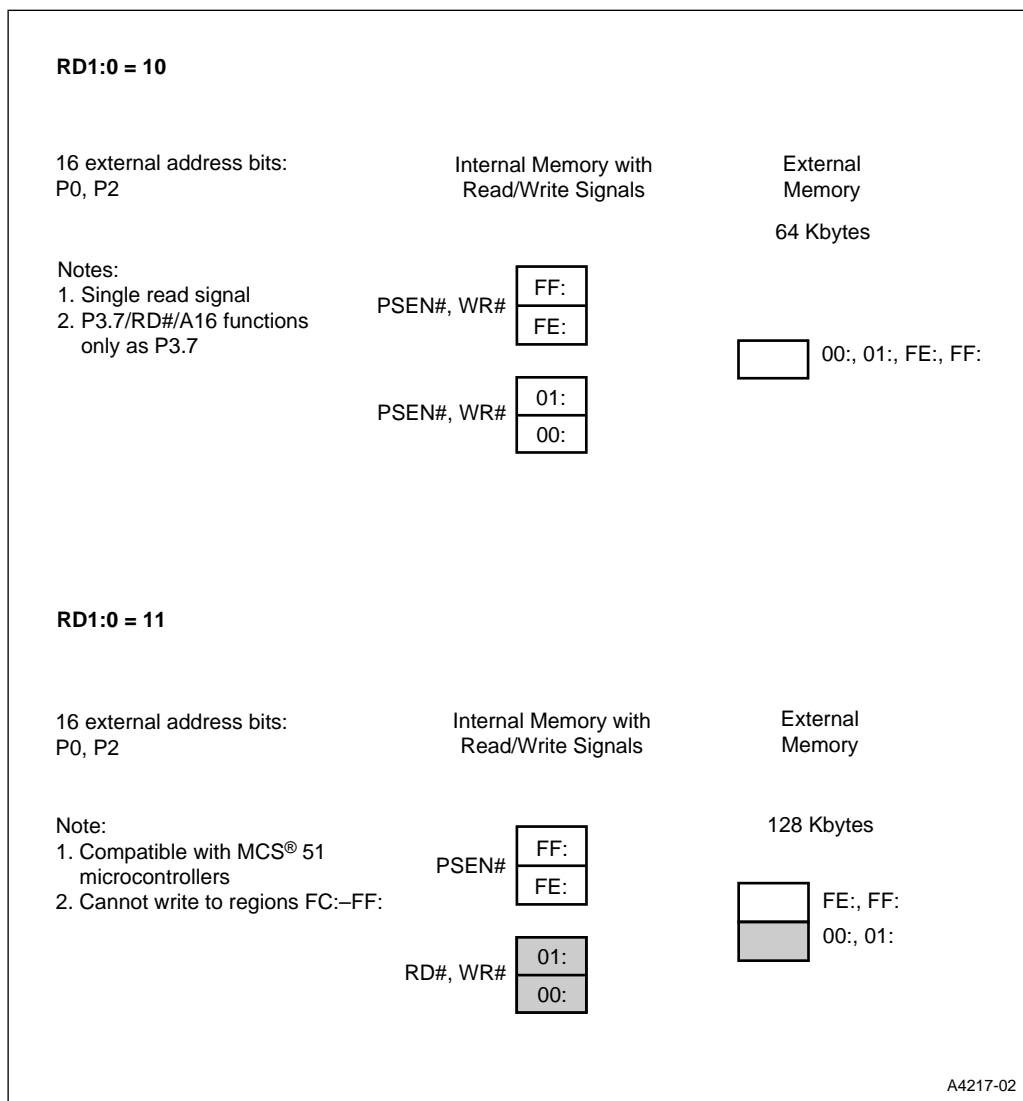 RD1:0 = 10
16 external address bits:
P0, P2
Internal Memory with
Read/Write Signals
External
Memory
64 Kbytes
Notes:
1. Single read signal
2. P3.7/RD#/A16 functions
only as P3.7
PSEN#, WR#
FF:
FE:
00:, 01:, FE:, FF:
PSEN#, WR#
01:
00:
RD1:0 = 11
16 external address bits:
P0, P2
Internal Memory with
Read/Write Signals
External
Memory
128 Kbytes
Note:
1. Compatible with MCS® 51
microcontrollers
2. Cannot write to regions FC:–FF:
PSEN#
FF:
FE:
FE:, FF:
00:, 01:
RD#, WR#
01:
00:
A4217-02